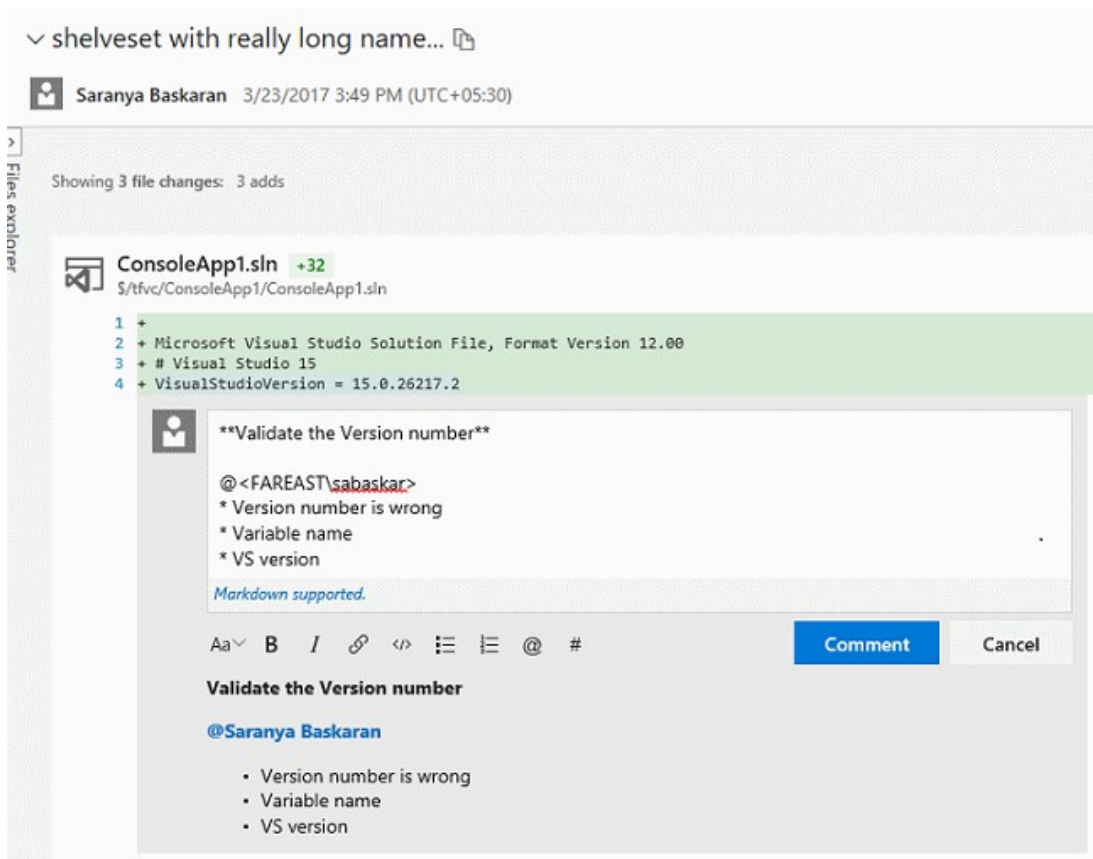 shelveset with really long name...
Saranya Baskaran 3/23/2017 3:49 PM (UTC+05:30)
Files explorer
Showing 3 file changes: 3 adds
ConsoleApp1.sln +32
$/tfvc/ConsoleApp1/ConsoleApp1.sln
1 +
2 + Microsoft Visual Studio Solution File, Format Version 12.00
3 + # Visual Studio 15
4 + VisualStudioVersion = 15.0.26217.2
**Validate the Version number**
@<FAREAST\sabaskar>
* Version number is wrong
* Variable name
* VS version
Markdown supported.
Aa B I </> @ # Comment Cancel
Validate the Version number
@Saranya Baskaran
• Version number is wrong
• Variable name
• VS version